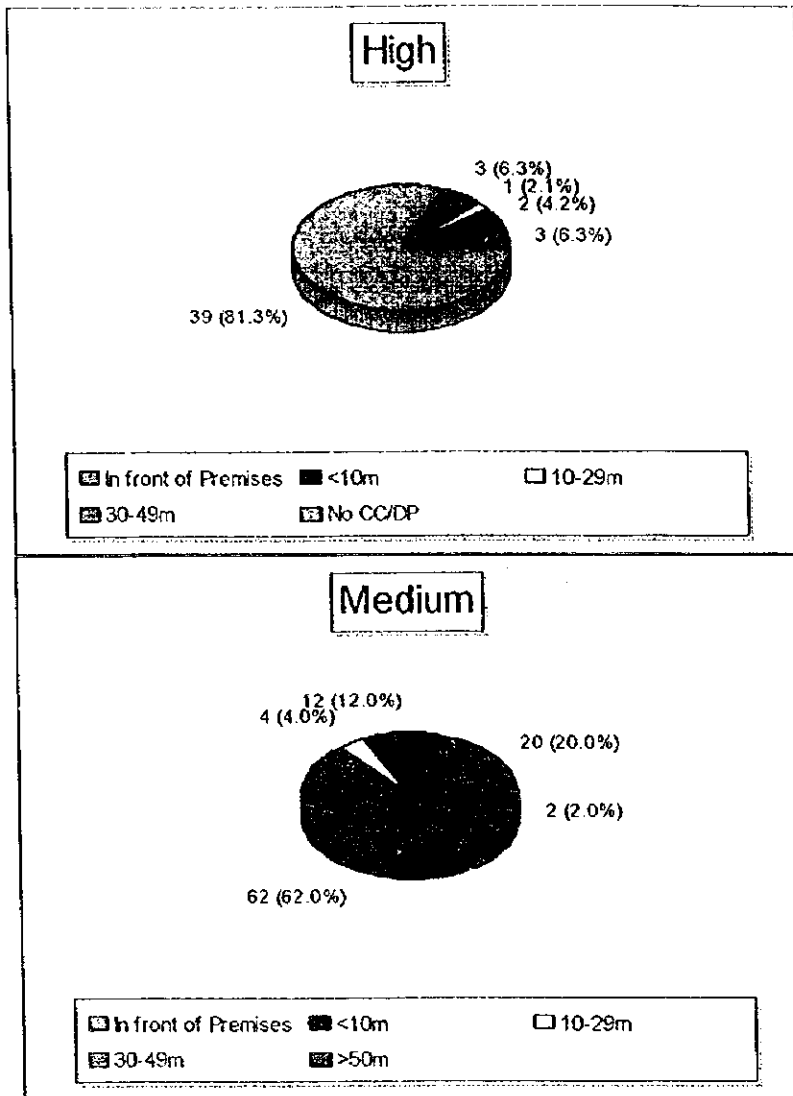 High
3 (6.3%)
1 (2.1%)
2 (4.2%)
3 (6.3%)
39 (81.3%)
In front of Premises <10m 10-29m
30-49m No CC/DP
Medium
12 (12.0%)
4 (4.0%)
20 (20.0%)
2 (2.0%)
62 (62.0%)
In front of Premises <10m 10-29m
30-49m >50m